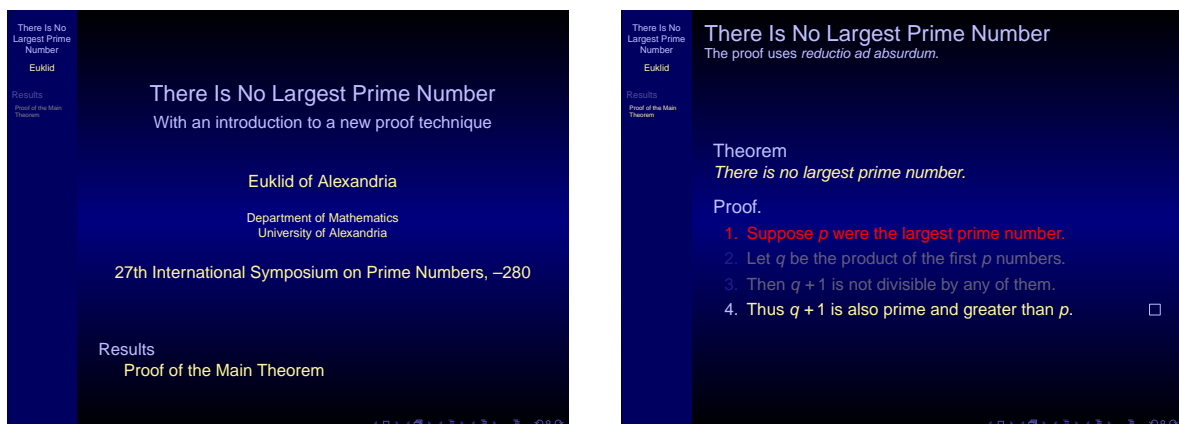 There Is No
Largest Prime
Number
Euklid
Results
Proof of the Main
Theorem
There Is No Largest Prime Number
With an introduction to a new proof technique
Euklid of Alexandria
Department of Mathematics
University of Alexandria
27th International Symposium on Prime Numbers, –280
Results
Proof of the Main Theorem
There Is No
Largest Prime
Number
Euklid
Results
Proof of the Main
Theorem
There Is No Largest Prime Number
The proof uses reductio ad absurdum.
Theorem
There is no largest prime number.
Proof.
1. Suppose p were the largest prime number.
2. Let q be the product of the first p numbers.
3. Then q + 1 is not divisible by any of them.
4. Thus q + 1 is also prime and greater than p. □